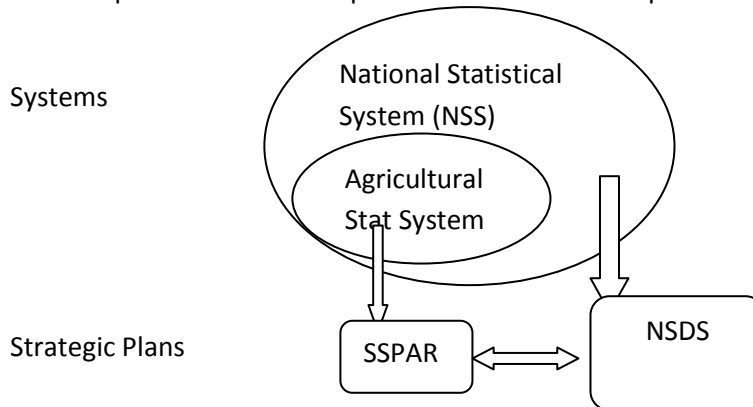 National Statistical
System (NSS)
Systems
Agricultural
Stat System
Strategic Plans
SSPAR
NSDS